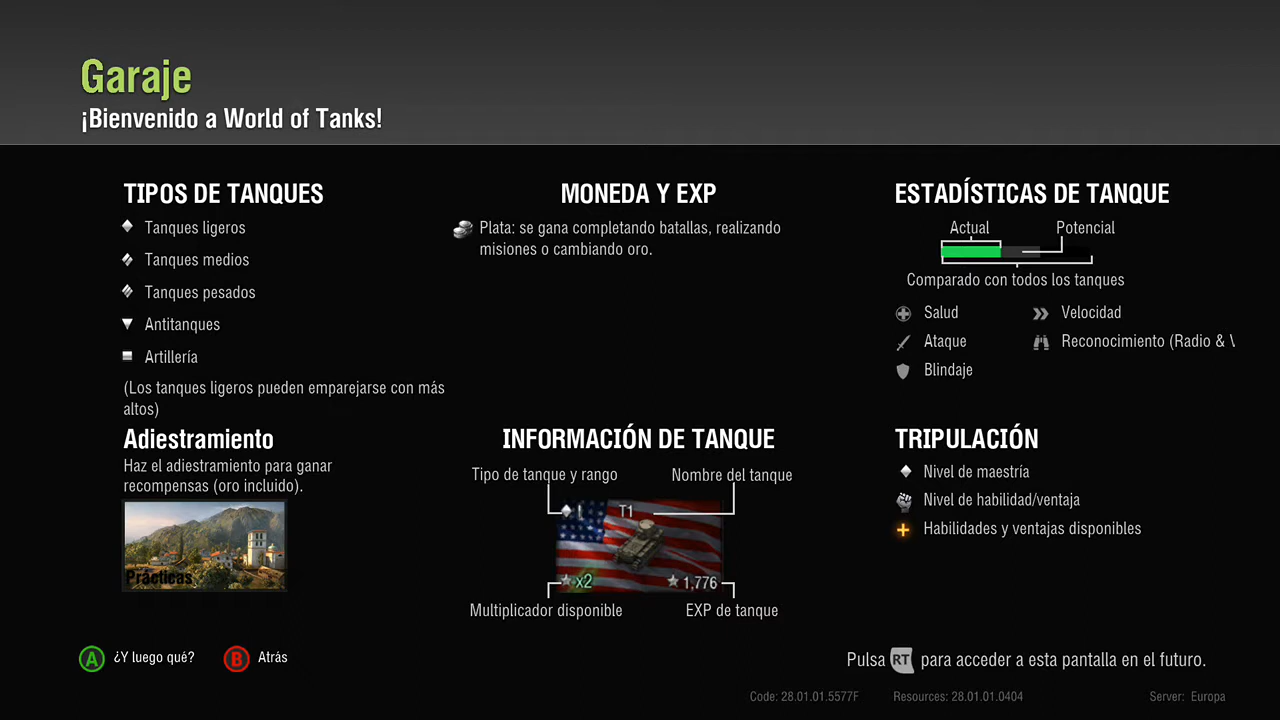 Garaje
¡Bienvenido a World of Tanks!
TIPOS DE TANQUES
Tanques ligeros
Tanques medios
Tanques pesados
Antitanques
Artillería
(Los tanques ligeros pueden emparejarse con más
altos)
MONEDA Y EXP
Plata: se gana completando batallas, realizando
misiones o cambiando oro.
ESTADÍSTICAS DE TANQUE
Actual
Potencial
Comparado con todos los tanques
Salud
Velocidad
Ataque
Reconocimiento (Radio & \
Blindaje
Adiestramiento
Haz el adiestramiento para ganar
recompensas (oro incluido).
Prácticas
INFORMACIÓN DE TANQUE
Tipo de tanque y rango
Nombre del tanque
I
T1
x2
1,776
Multiplicador disponible
EXP de tanque
TRIPULACIÓN
Nivel de maestría
Nivel de habilidad/ventaja
Habilidades y ventajas disponibles
A ¿Y luego qué?
B Atrás
Pulsa RT para acceder a esta pantalla en el futuro.
Code: 28.01.01.5577F
Resources: 28.01.01.0404
Server: Europa